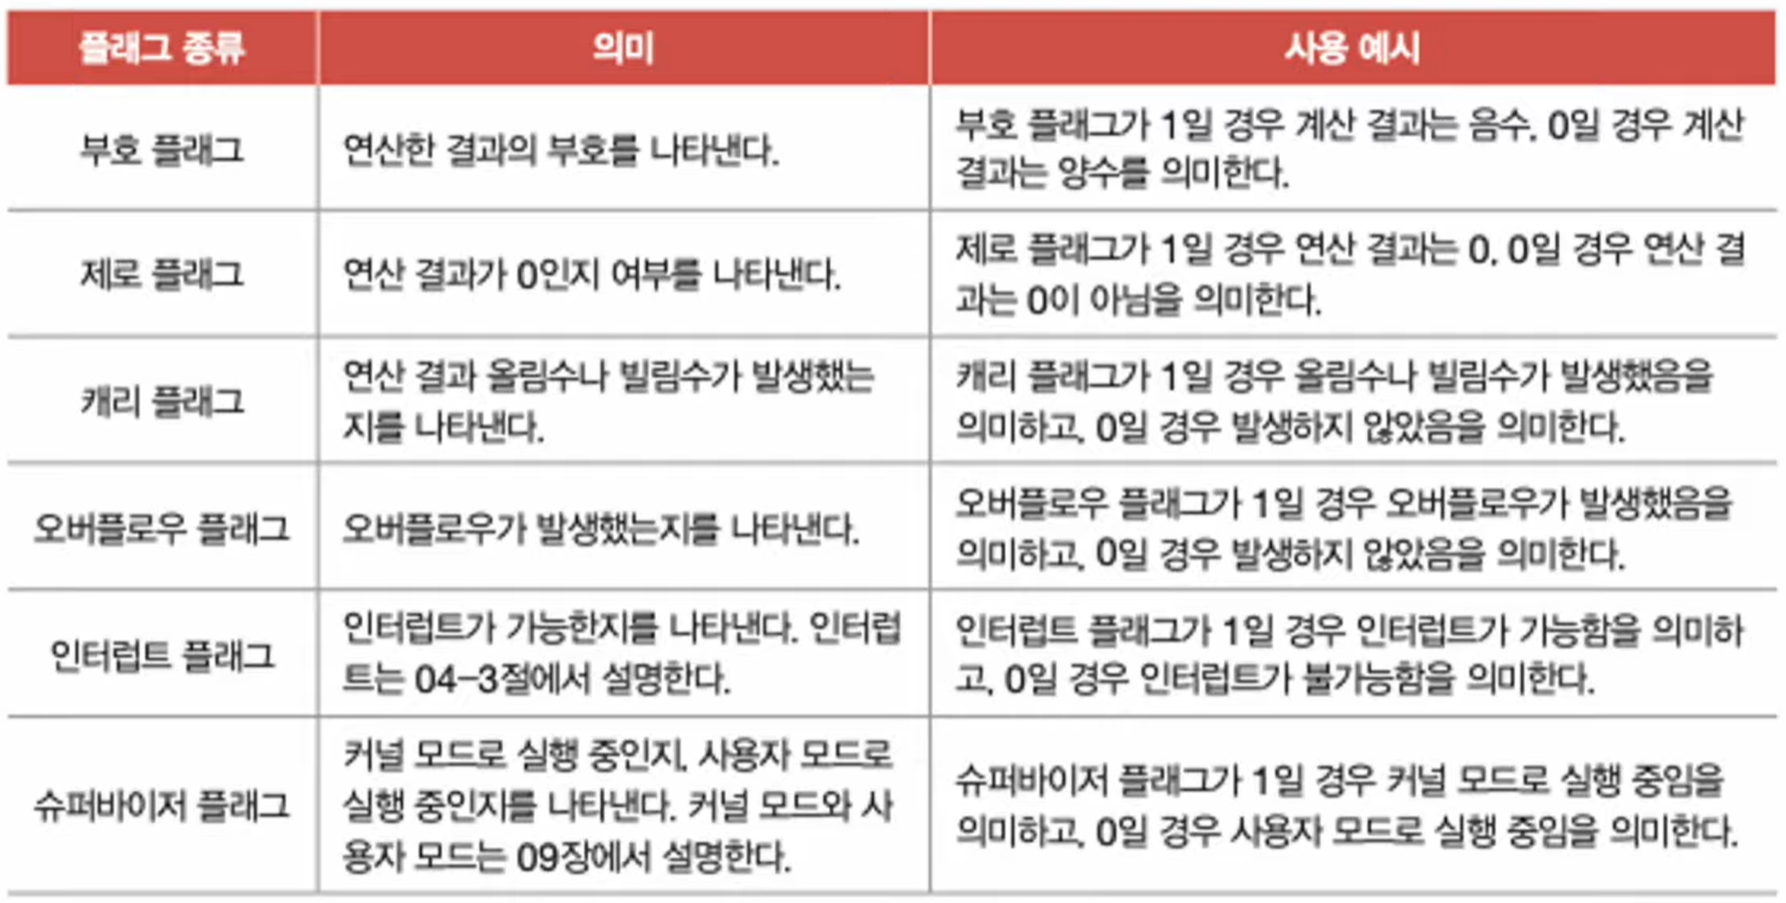 플래그 종류
의미
사용 예시
부호 플래그
연산한 결과의 부호를 나타낸다.
부호 플래그가 1일 경우 계산 결과는 음수, 0일 경우 계산
결과는 양수를 의미한다.
제로 플래그
연산 결과가 0인지 여부를 나타낸다.
제로 플래그가 1일 경우 연산 결과는 0, 0일 경우 연산 결
과는 0이 아님을 의미한다.
캐리 플래그
연산 결과 올림수나 빌림수가 발생했는
지를 나타낸다.
캐리 플래그가 1일 경우 올림수나 빌림수가 발생했음을
의미하고, 0일 경우 발생하지 않았음을 의미한다.
오버플로우 플래그
오버플로우가 발생했는지를 나타낸다.
오버플로우 플래그가 1일 경우 오버플로우가 발생했음을
의미하고, 0일 경우 발생하지 않았음을 의미한다.
인터럽트 플래그
인터럽트가 가능한지를 나타낸다. 인터럽
트는 04-3절에서 설명한다.
인터럽트 플래그가 1일 경우 인터럽트가 가능함을 의미하
고, 0일 경우 인터럽트가 불가능함을 의미한다.
슈퍼바이저 플래그
커널 모드로 실행 중인지, 사용자 모드로
실행 중인지를 나타낸다. 커널 모드와 사
용자 모드는 09장에서 설명한다.
슈퍼바이저 플래그가 1일 경우 커널 모드로 실행 중임을
의미하고, 0일 경우 사용자 모드로 실행 중임을 의미한다.